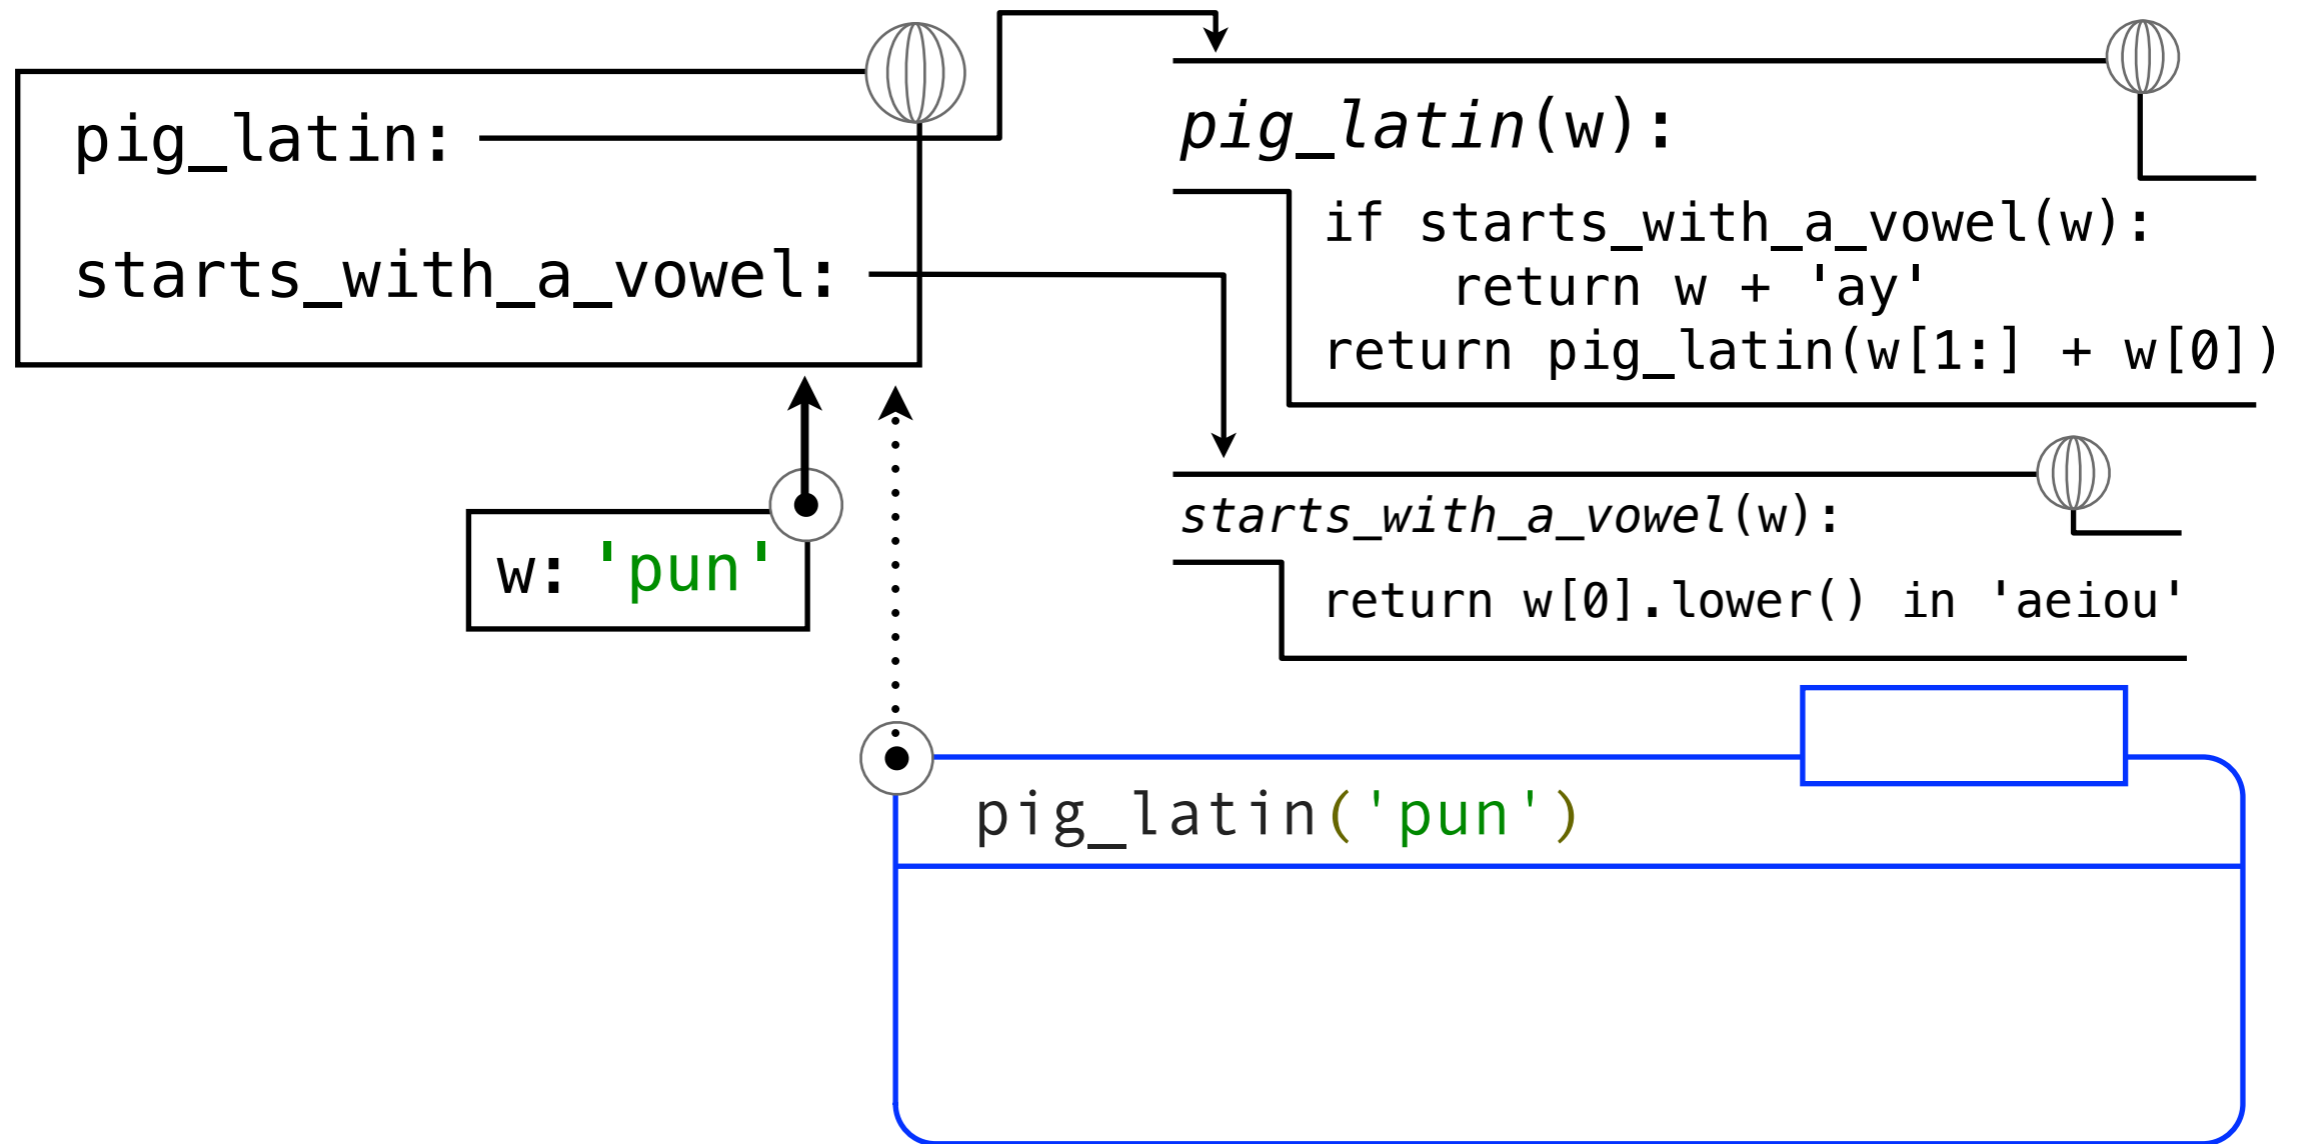 pig_latin:
starts_with_a_vowel:
pig_latin(w):
if starts_with_a_vowel(w):
    return w + 'ay'
return pig_latin(w[1:] + w[0])
starts_with_a_vowel(w):
return w[0].lower() in 'aeiou'
w: 'pun'
pig_latin('pun')